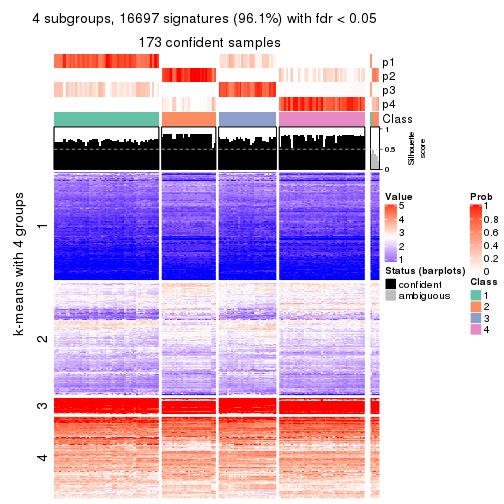 4 subgroups, 16697 signatures (96.1%) with fdr < 0.05
173 confident samples
p1
p2
p3
p4
Class
1
0.5
0
Silhouette
score
k-means with 4 groups
1
2
3
4
Value
5
4
3
2
1
Status (barplots)
confident
ambiguous
Prob
1
0.8
0.6
0.4
0.2
0
Class
1
2
3
4